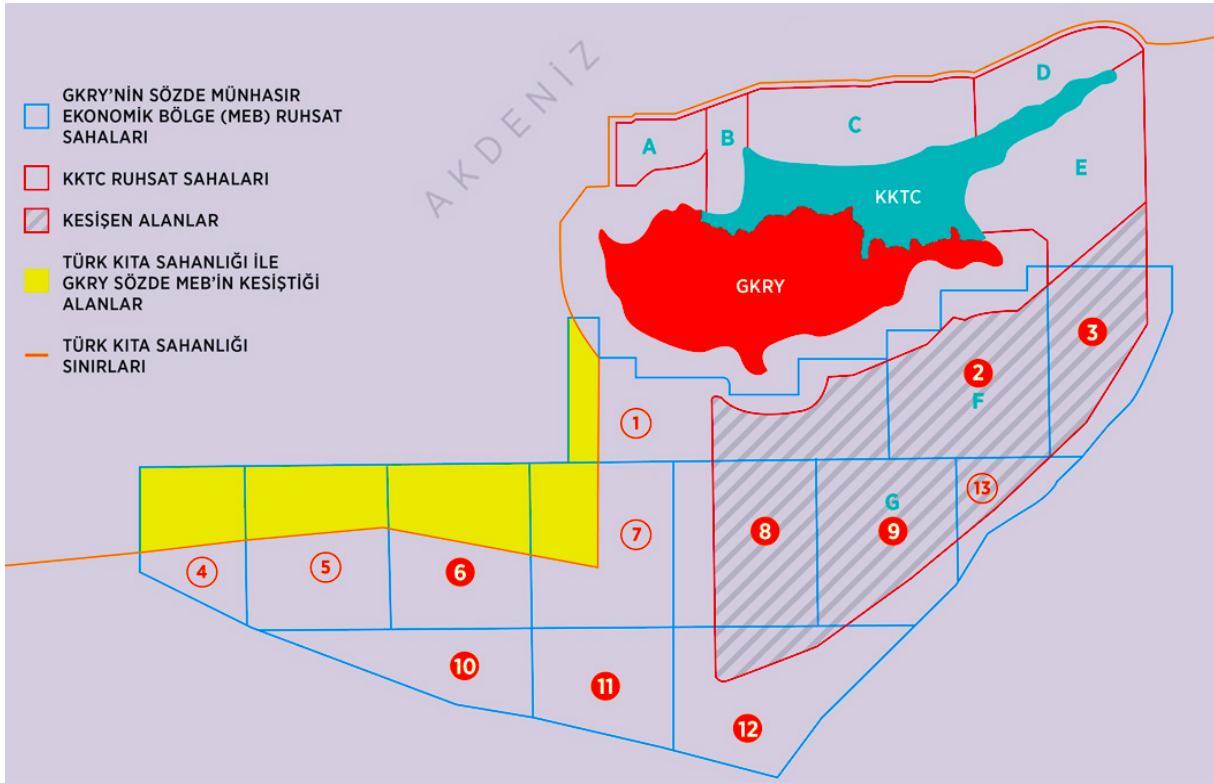 GKRY'NİN SÖZDE MÜNHASIR
EKONOMİK BÖLGE (MEB) RUHSAT
SAHALARI
KKTC RUHSAT SAHALARI
KESİŞEN ALANLAR
TÜRK KITA SAHANLIĞI İLE
GKRY SÖZDE MEB'İN KESİŞTİĞİ
ALANLAR
TÜRK KITA SAHANLIĞI
SINIRLARI
AKDENİZ
A
B
C
D
E
KKTC
GKRY
3
2
F
1
G
13
7
8
9
4
5
6
10
11
12